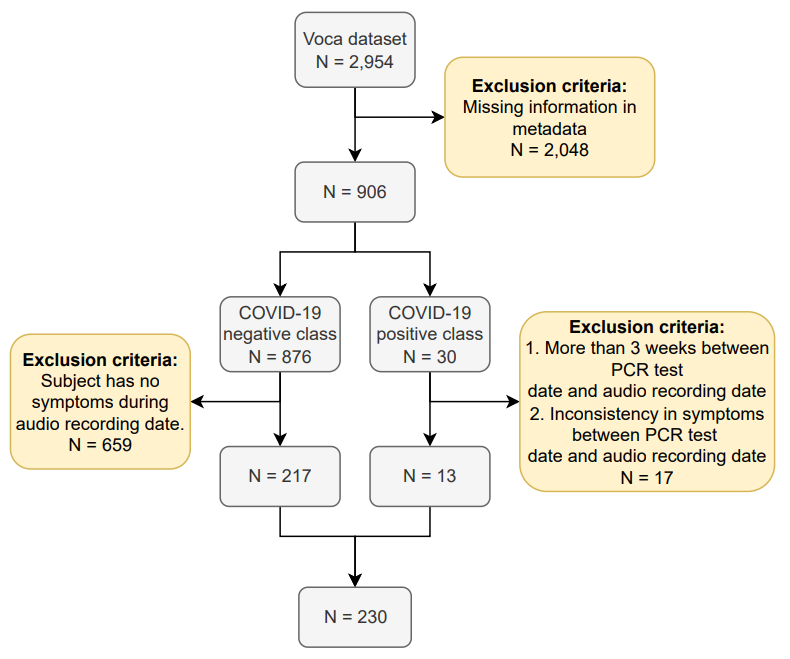 Voca dataset
N = 2,954
Exclusion criteria:
Missing information in
metadata
N = 2,048
N = 906
COVID-19
negative class
N = 876
COVID-19
positive class
N = 30
Exclusion criteria:
Subject has no
symptoms during
audio recording date.
N = 659
Exclusion criteria:
1. More than 3 weeks between
PCR test
date and audio recording date
2. Inconsistency in symptoms
between PCR test
date and audio recording date
N = 17
N = 217
N = 13
N = 230